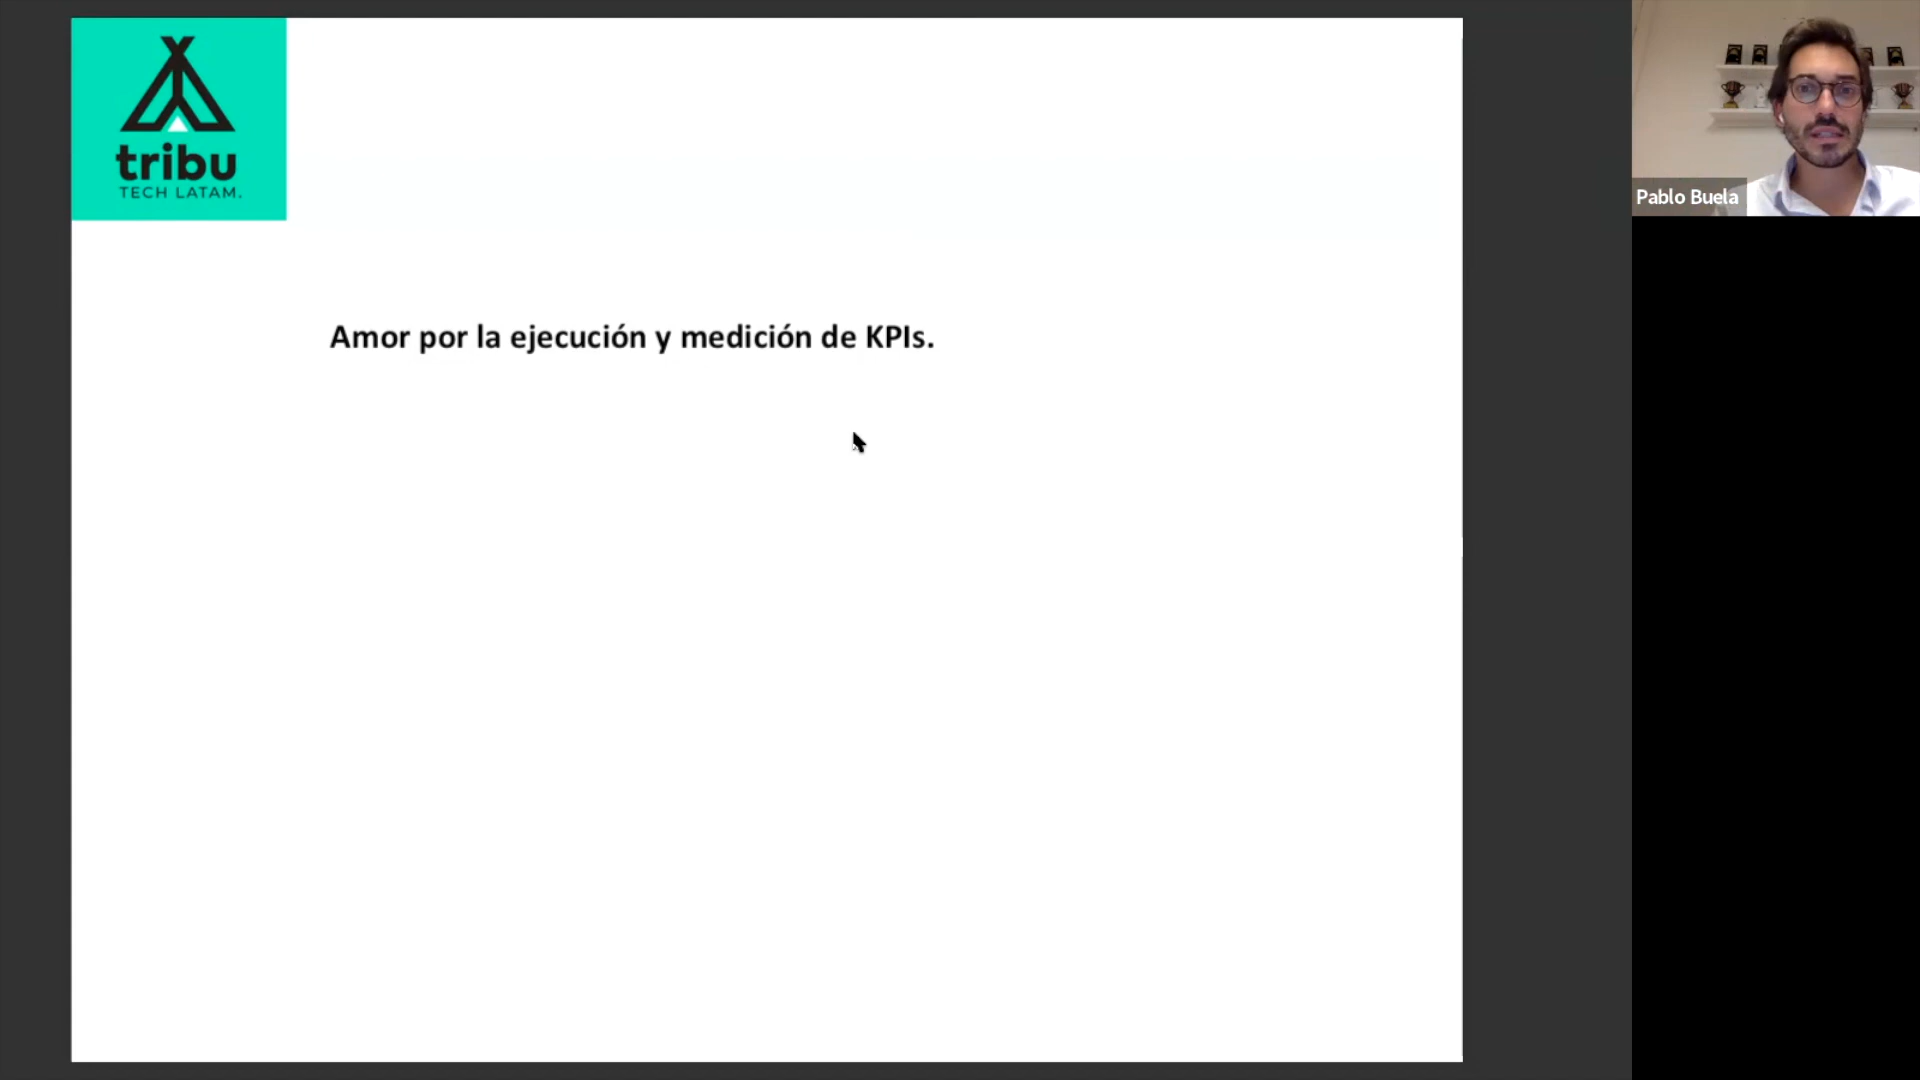 tribu
TECH LATAM.
Amor por la ejecución y medición de KPIs.
Pablo Buela